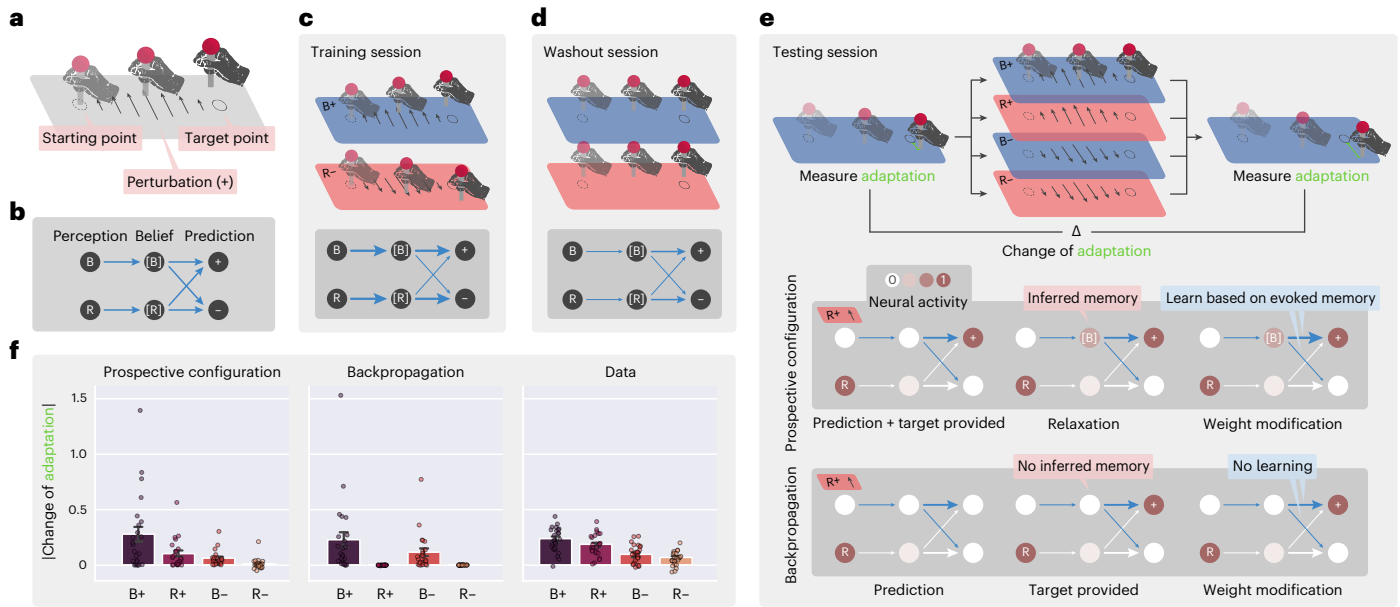 a
Starting point
Target point
Perturbation (+)
b
Perception
Belief
Prediction
B
[B]
+
R
[R]
−
c
Training session
B+
R−
B
[B]
+
R
[R]
−
d
Washout session
B
[B]
+
R
[R]
−
e
Testing session
B+
R+
B−
R−
Measure adaptation
Measure adaptation
Δ
Change of adaptation
Prospective configuration
0
1
Neural activity
Inferred memory
Learn based on evoked memory
R+
+
R
[B]
+
R
[B]
+
R
Prediction + target provided
Relaxation
Weight modification
Backpropagation
No inferred memory
No learning
R+
R
+
R
+
R
Prediction
Target provided
Weight modification
f
Prospective configuration
Backpropagation
Data
|Change of adaptation|
1.5
1.0
0.5
0
B+ R+ B− R−
B+ R+ B− R−
B+ R+ B− R−